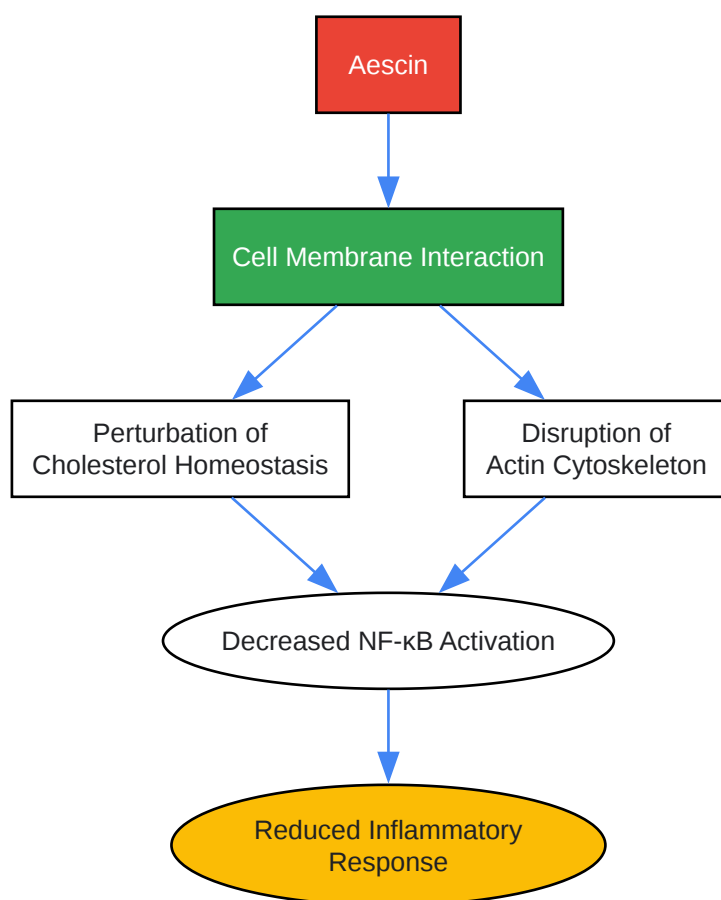 Aescin
Cell Membrane Interaction
Perturbation of
Cholesterol Homeostasis
Disruption of
Actin Cytoskeleton
Decreased NF-κB Activation
Reduced Inflammatory
Response